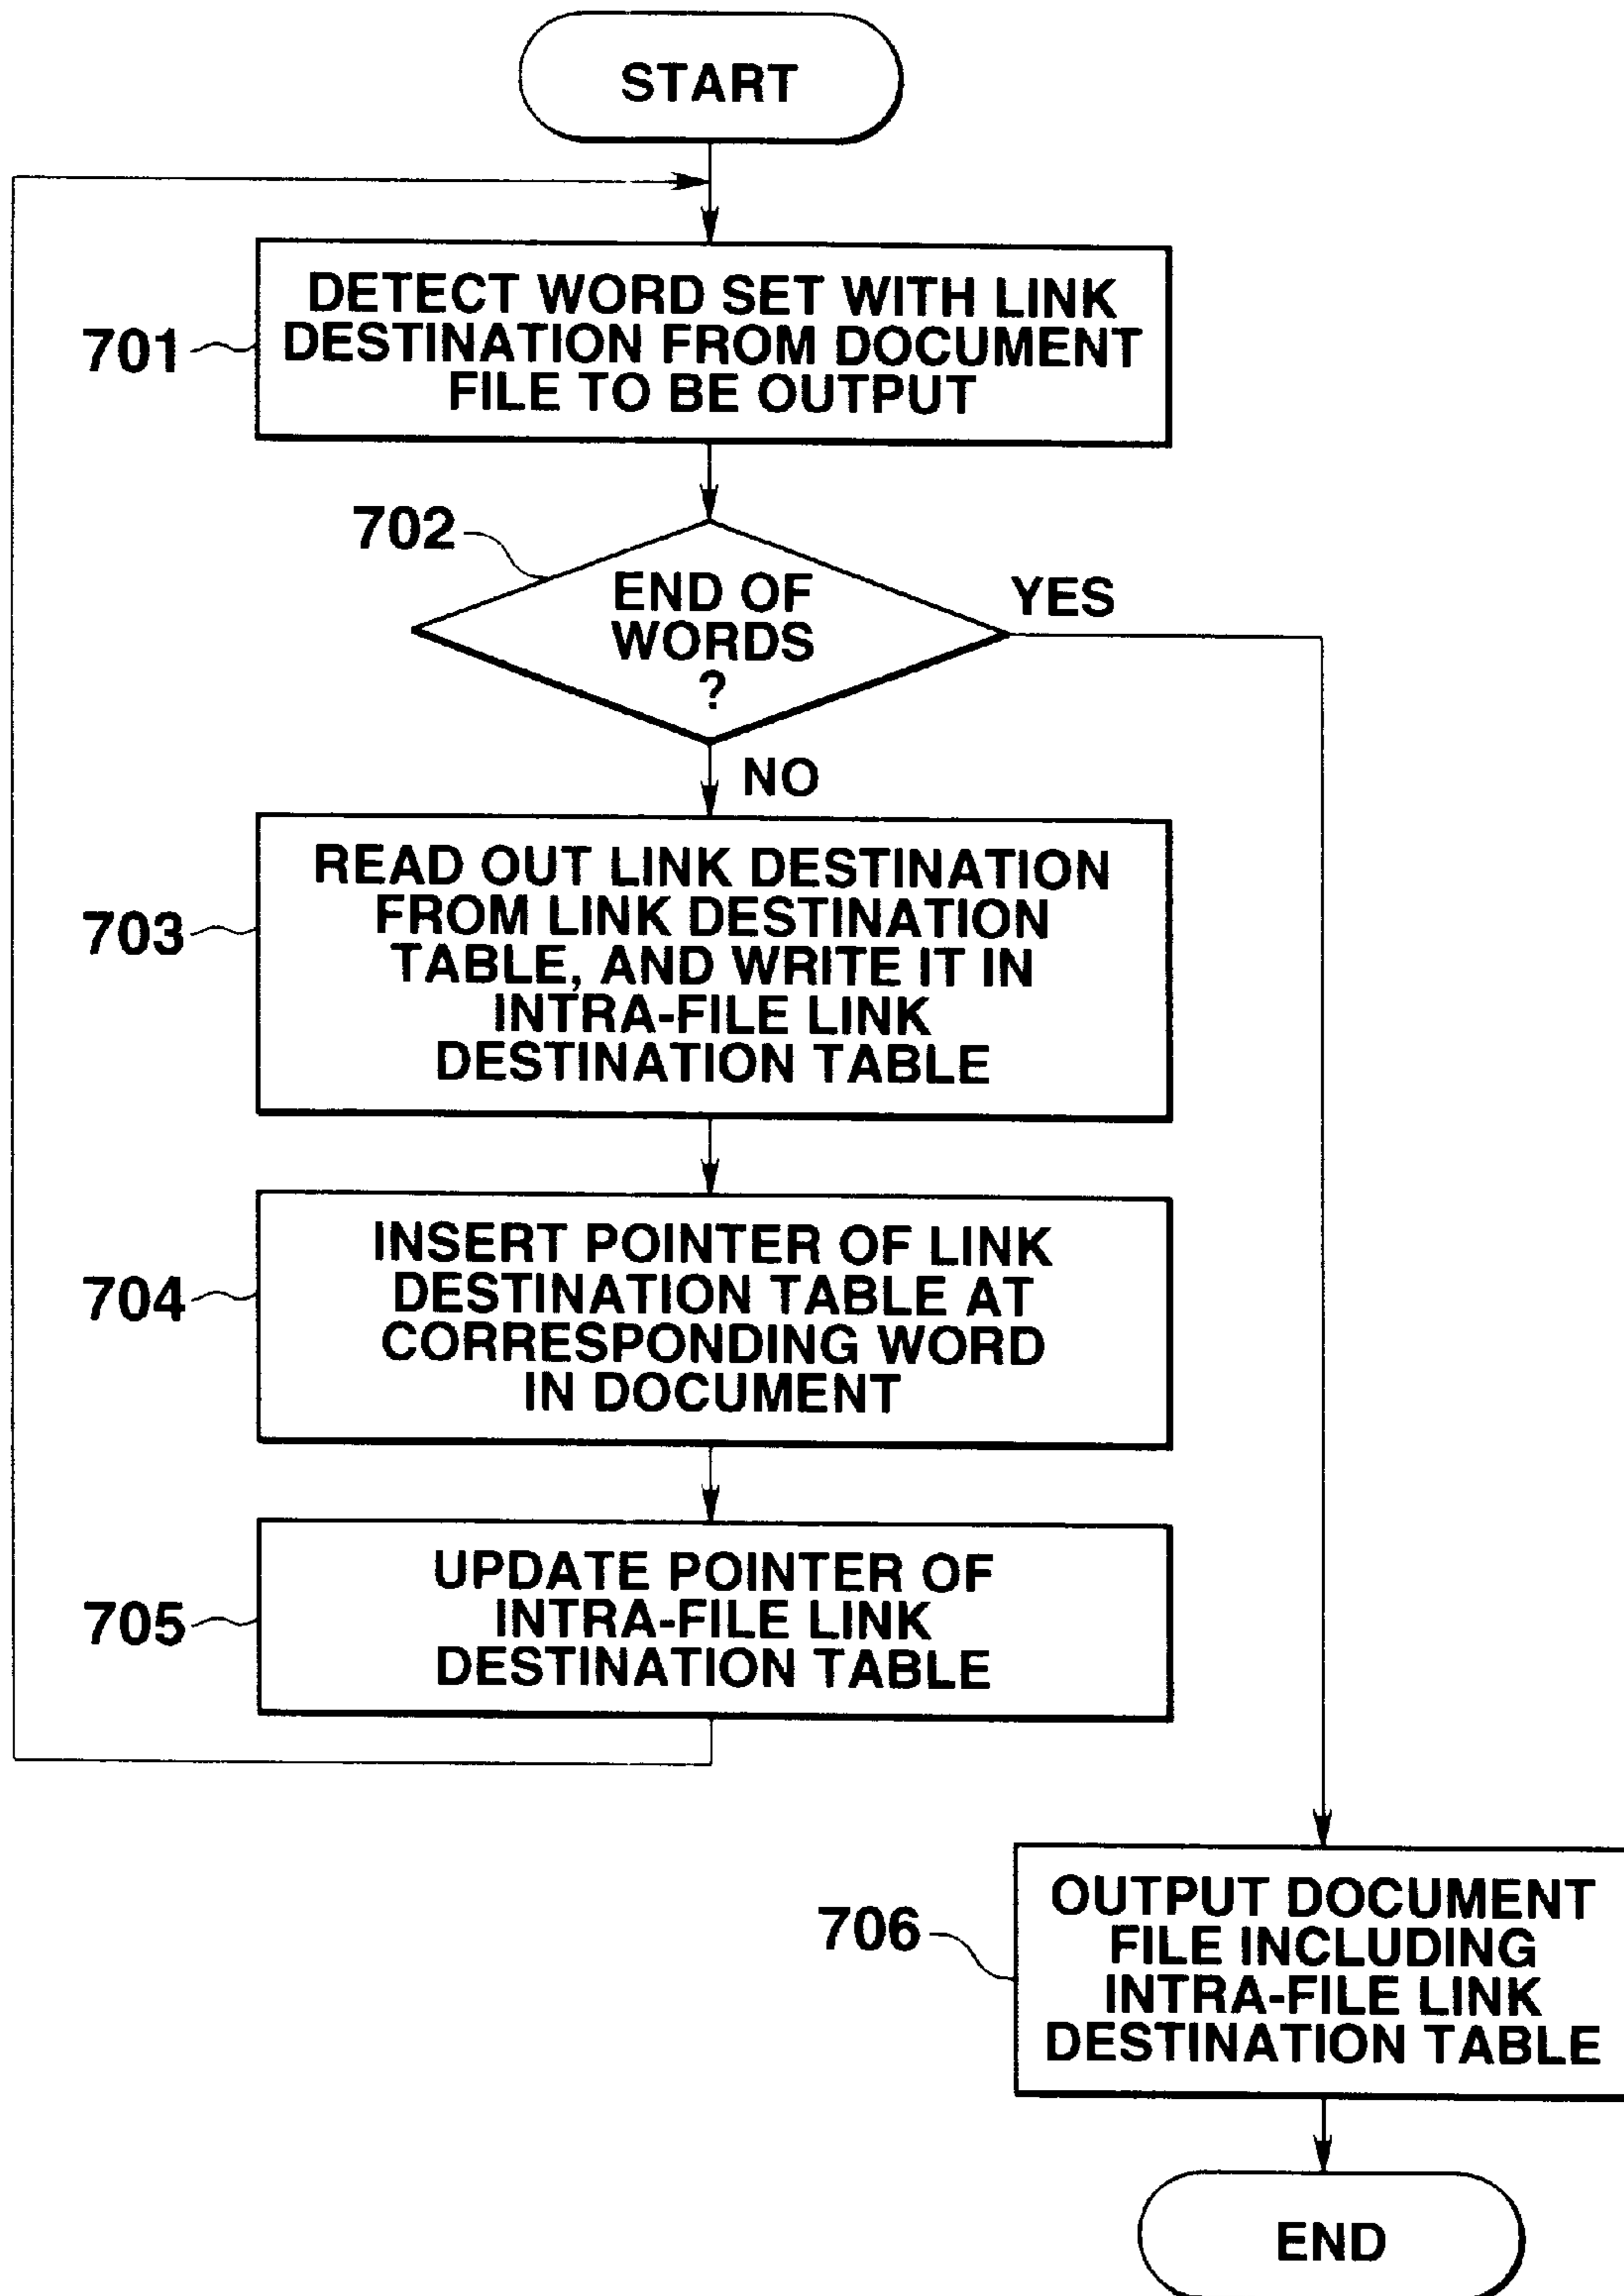 START
701
DETECT WORD SET WITH LINK
DESTINATION FROM DOCUMENT
FILE TO BE OUTPUT
702
END OF
WORDS
?
YES
NO
703
READ OUT LINK DESTINATION
FROM LINK DESTINATION
TABLE, AND WRITE IT IN
INTRA-FILE LINK
DESTINATION TABLE
704
INSERT POINTER OF LINK
DESTINATION TABLE AT
CORRESPONDING WORD
IN DOCUMENT
705
UPDATE POINTER OF
INTRA-FILE LINK
DESTINATION TABLE
706
OUTPUT DOCUMENT
FILE INCLUDING
INTRA-FILE LINK
DESTINATION TABLE
END